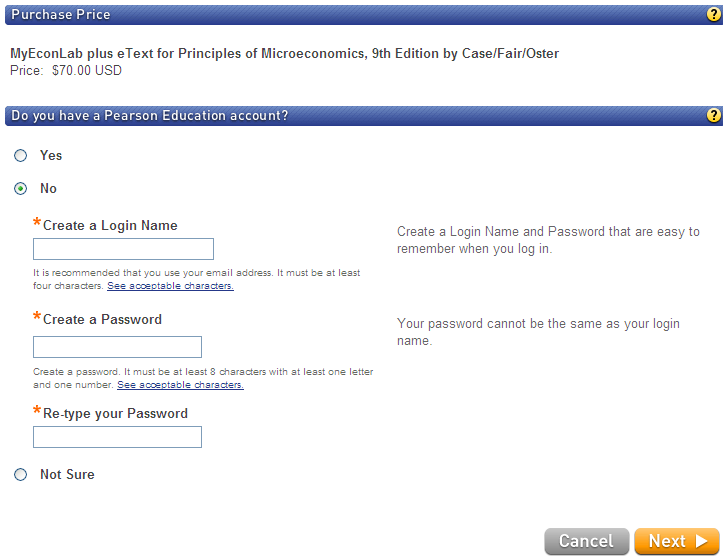 Purchase Price
?
MyEconLab plus eText for Principles of Microeconomics, 9th Edition by Case/Fair/Oster
Price: $70.00 USD
Do you have a Pearson Education account?
?
Yes
No
*Create a Login Name
It is recommended that you use your email address. It must be at least
four characters. See acceptable characters.
Create a Login Name and Password that are easy to
remember when you log in.
*Create a Password
Create a password. It must be at least 8 characters with at least one letter
and one number. See acceptable characters.
Your password cannot be the same as your login
name.
*Re-type your Password
Not Sure
Cancel
Next